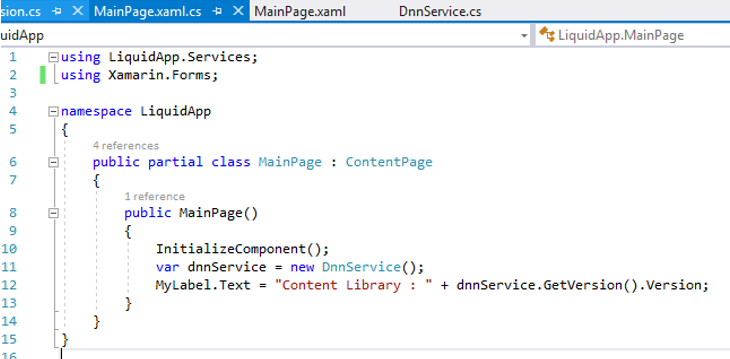 sion.cs MainPage.xaml.cs MainPage.xaml DnnService.cs
uidApp LiquidApp.MainPage
1 using LiquidApp.Services;
2 using Xamarin.Forms;
3
4 namespace LiquidApp
5 {
4 references
6 public partial class MainPage : ContentPage
7 {
1 reference
8 public MainPage()
9 {
10 InitializeComponent();
11 var dnnService = new DnnService();
12 MyLabel.Text = "Content Library : " + dnnService.GetVersion().Version;
13 }
14 }
15 }
16